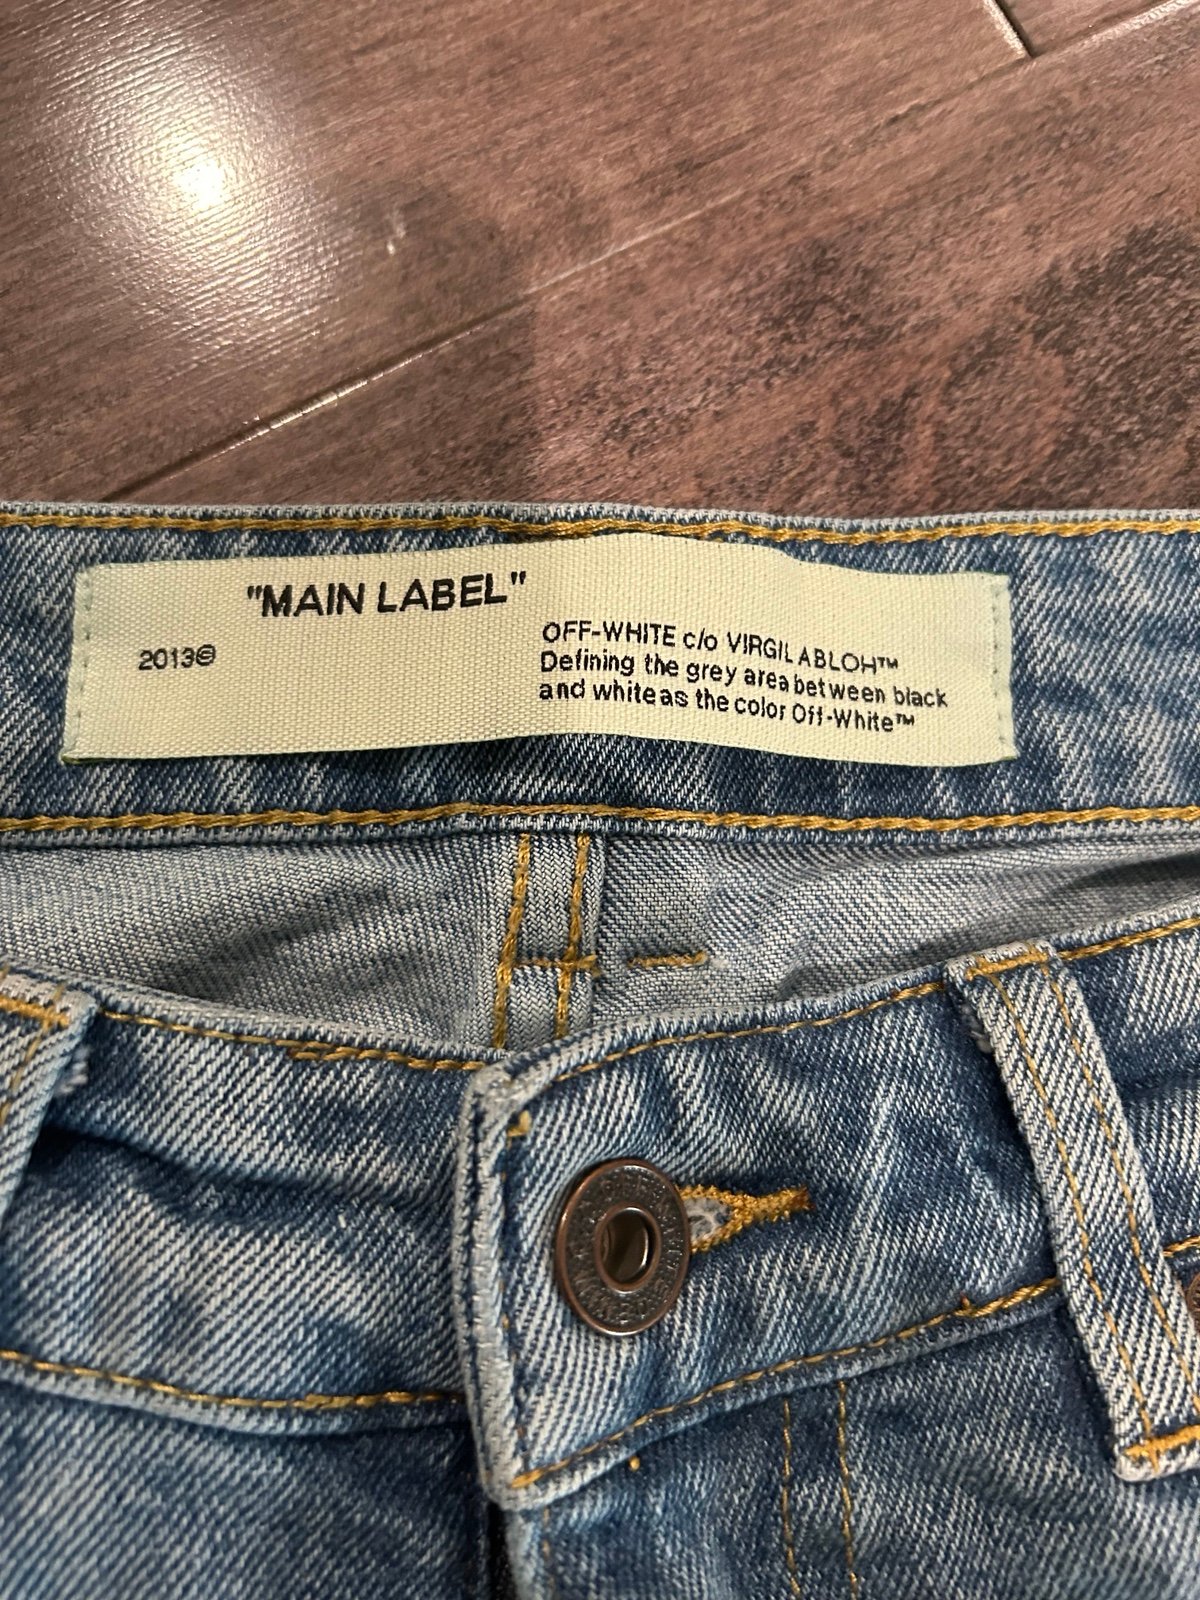 "MAIN LABEL"
2013©
OFF-WHITE c/o VIRGIL ABLOH™
Defining the grey area between black
and white as the color Off-White™